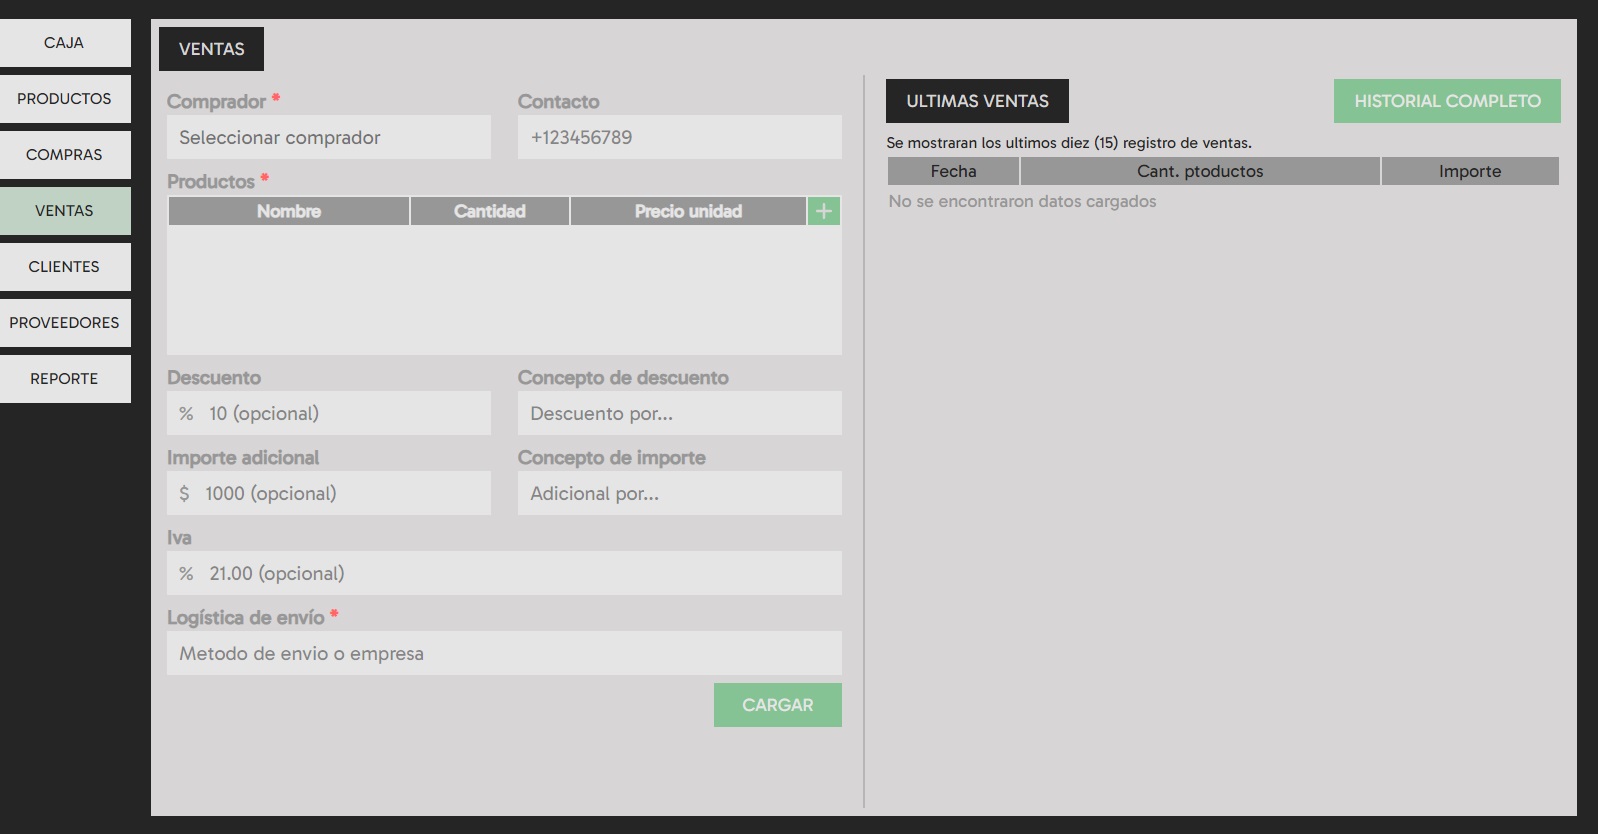 CAJA
PRODUCTOS
COMPRAS
VENTAS
CLIENTES
PROVEEDORES
REPORTE
VENTAS
Comprador *
Contacto
Seleccionar comprador
+123456789
Productos *
Nombre
Cantidad
Precio unidad
+
Descuento
Concepto de descuento
% 10 (opcional)
Descuento por...
Importe adicional
Concepto de importe
$ 1000 (opcional)
Adicional por...
Iva
% 21.00 (opcional)
Logística de envío *
Metodo de envio o empresa
CARGAR
ULTIMAS VENTAS
HISTORIAL COMPLETO
Se mostraran los ultimos diez (15) registro de ventas.
Fecha
Cant. ptoductos
Importe
No se encontraron datos cargados